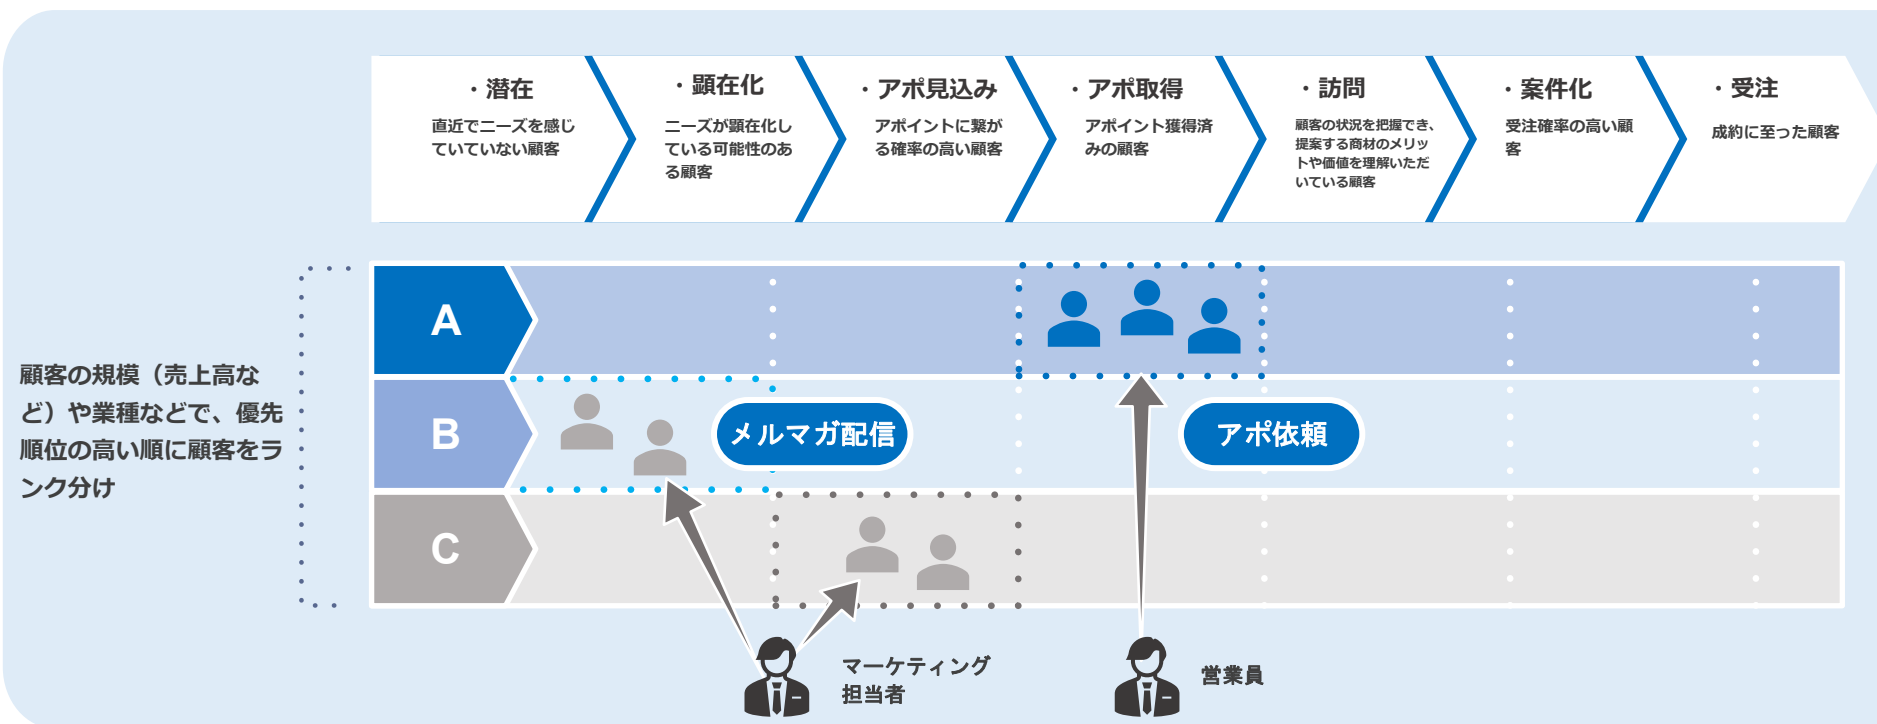 ・潜在
直近でニーズを感じ
ていていない顧客
・顕在化
ニーズが顕在化し
ている可能性のあ
る顧客
・アポ見込み
アポイントに繋が
る確率の高い顧客
・アポ取得
アポイント獲得済
みの顧客
・訪問
顧客の状況を把握でき、
提案する商材のメリッ
トや価値を理解いただ
いている顧客
・案件化
受注確率の高い顧
客
・受注
成約に至った顧客
顧客の規模（売上高な
ど）や業種などで、優先
順位の高い順に顧客をラ
ンク分け
A
B
メルマガ配信
アポ依頼
C
マーケティング
担当者
営業員